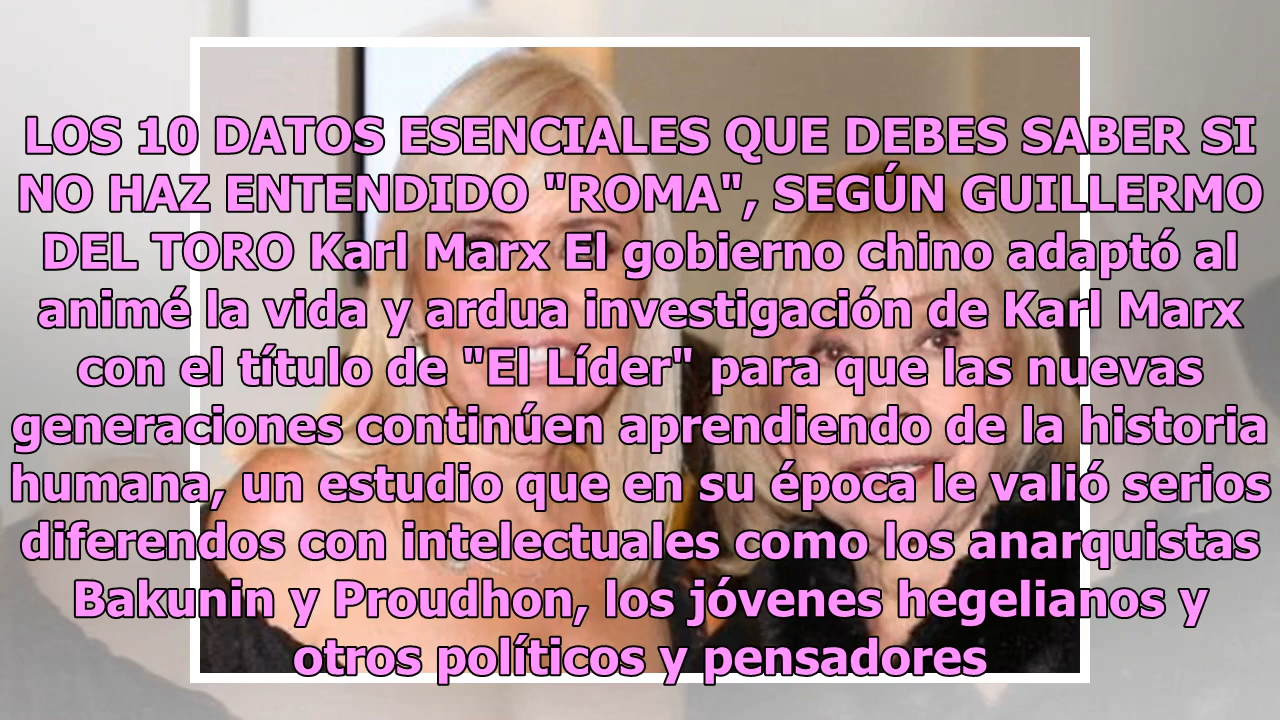 LOS 10 DATOS ESENCIALES QUE DEBES SABER SI
NO HAZ ENTENDIDO "ROMA", SEGÚN GUILLERMO
DEL TORO Karl Marx El gobierno chino adaptó al
animé la vida y ardua investigación de Karl Marx
con el título de "El Líder" para que las nuevas
generaciones continúen aprendiendo de la historia
humana, un estudio que en su época le valió serios
diferendos con intelectuales como los anarquistas
Bakunin y Proudhon, los jóvenes hegelianos y
otros políticos y pensadores